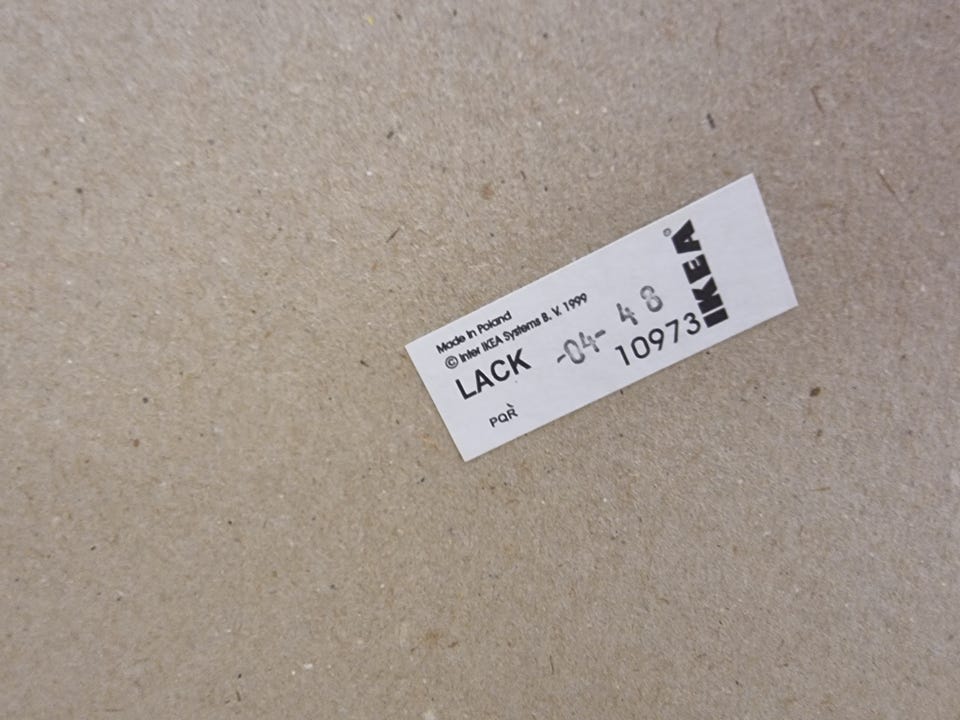 Made in Poland
© Inter IKEA Systems B. V. 1999
LACK
-04- 48
10973
PQR
IKEA®